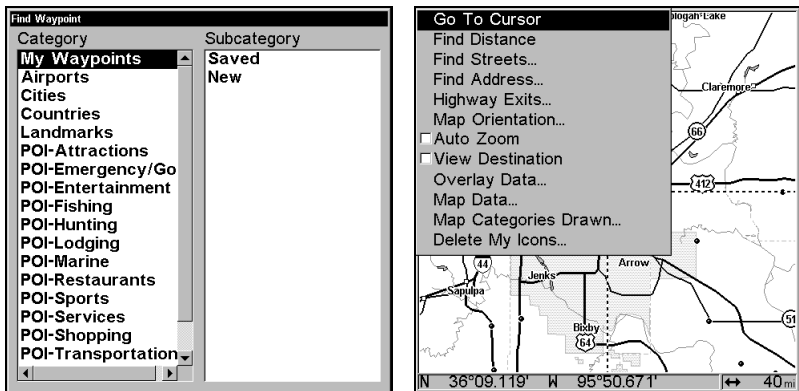 Find Waypoint
Category
My Waypoints
Airports
Cities
Countries
Landmarks
POI-Attractions
POI-Emergency/Go
POI-Entertainment
POI-Fishing
POI-Hunting
POI-Lodging
POI-Marine
POI-Restaurants
POI-Sports
POI-Services
POI-Shopping
POI-Transportation
Subcategory
Saved
New
Go To Cursor
Find Distance
Find Streets...
Find Address...
Highway Exits...
Map Orientation...
Auto Zoom
View Destination
Overlay Data...
Map Data...
Map Categories Drawn...
Delete My Icons...
Lake
Claremore
66
412
44
Arrow
Jenks
Sapulpa
51
Bixby
64
N 36°09.119' W 95°50.671' 40 mi